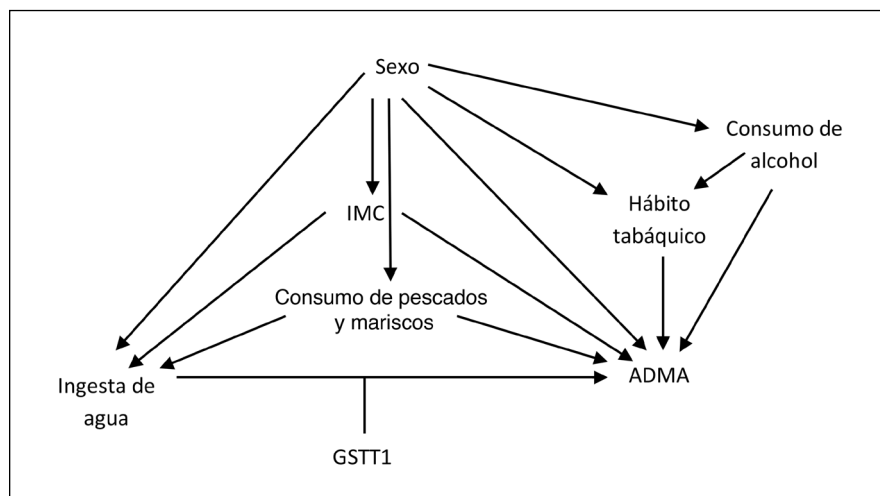 Sexo
Consumo de
alcohol
Hábito
tabáquico
IMC
Consumo de pescados
y mariscos
Ingesta de
agua
ADMA
GSTT1